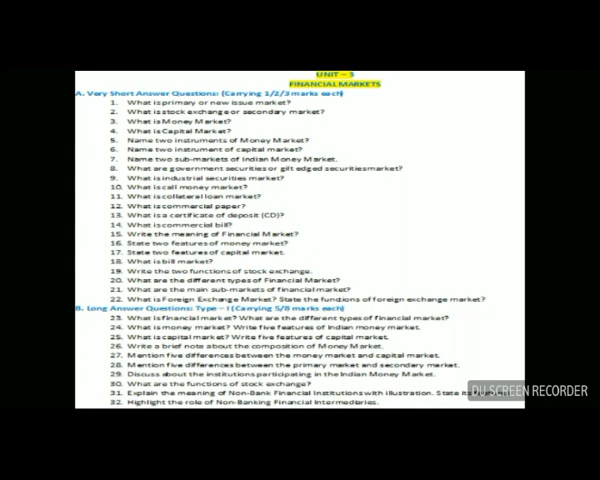 UNIT – 3
FINANCIAL MARKETS
A. Very Short Answer Questions: (Carrying 1/2/3 marks each)
1. What is primary or new issue market?
2. What is stock exchange or secondary market?
3. What is Money Market?
4. What is Capital Market?
5. Name two instruments of Money Market?
6. Name two instrument of capital market?
7. Name two sub-markets of Indian Money Market.
8. What are government securities or gilt edged securities market?
9. What is industrial securities market?
10. What is call money market?
11. What is collateral loan market?
12. What is commercial paper?
13. What is a certificate of deposit (CD)?
14. What is commercial bill?
15. Write the meaning of Financial Market?
16. State two features of money market?
17. State two features of capital market.
18. What is bill market?
19. Write the two functions of stock exchange.
20. What are the different types of Financial Market?
21. What are the main sub-markets of financial market?
22. What is Foreign Exchange Market? State the functions of foreign exchange market?
B. Long Answer Questions: Type – I (Carrying 5/8 marks each)
23. What is financial market? What are the different types of financial market?
24. What is money market? Write five features of Indian money market.
25. What is capital market? Write five features of capital market.
26. Write a brief note about the composition of Money Market.
27. Mention five differences between the money market and capital market.
28. Mention five differences between the primary market and secondary market.
29. Discuss about the institutions participating in the Indian Money Market.
30. What are the functions of stock exchange?
31. Explain the meaning of Non-Bank Financial Institutions with illustration. State its
32. Highlight the role of Non-Banking Financial Intermediaries.
DU SCREEN RECORDER